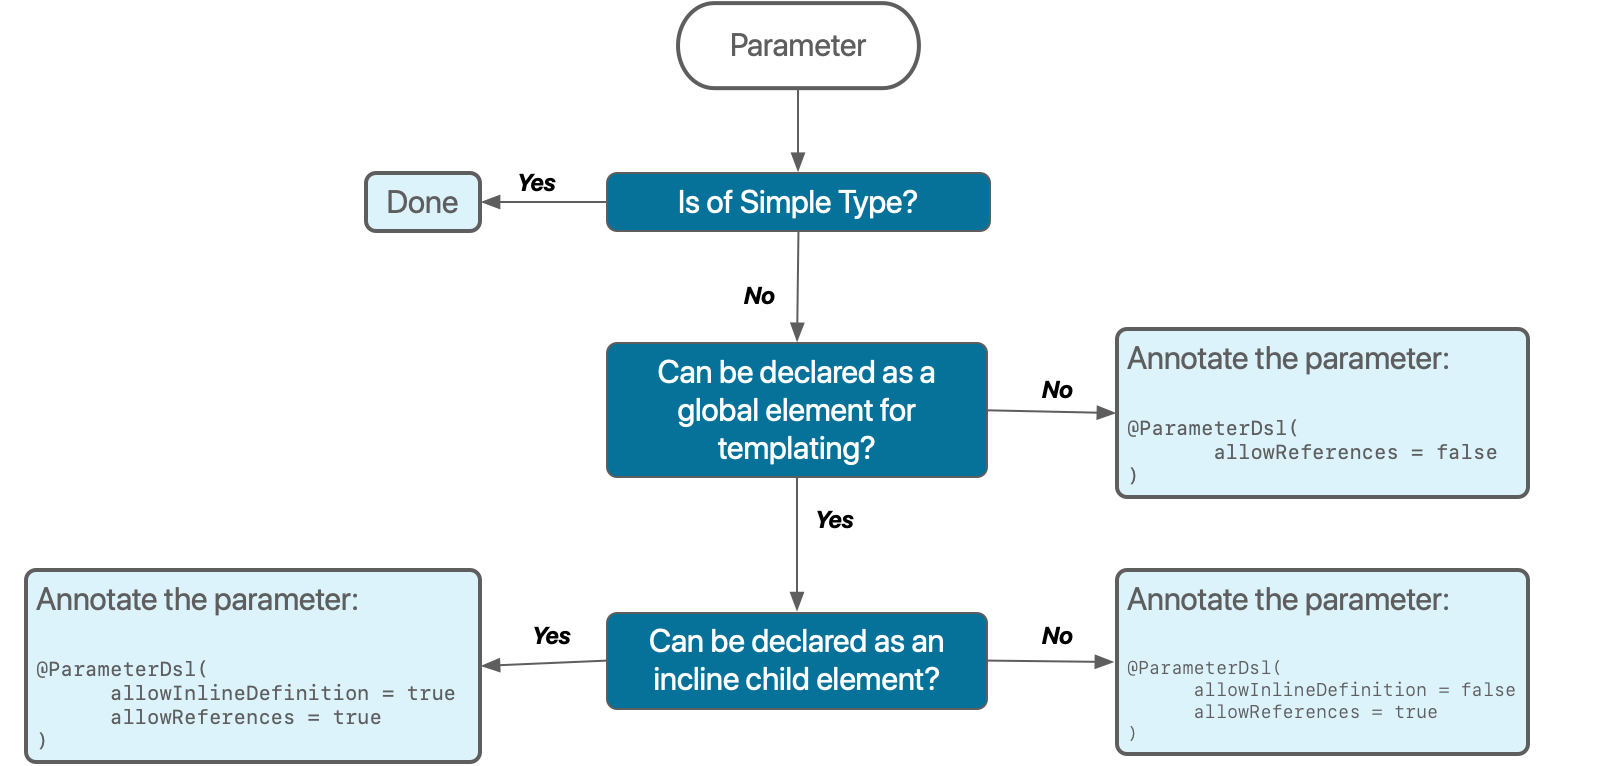 Parameter
Yes
Done
Is of Simple Type?
No
Can be declared as a
global element for
templating?
No
Annotate the parameter:
@ParameterDsl(
allowReferences = false
)
Yes
Annotate the parameter:
@ParameterDsl(
allowInlineDefinition = true
allowReferences = true
)
Yes
Can be declared as an
incline child element?
No
Annotate the parameter:
@ParameterDsl(
allowInlineDefinition = false
allowReferences = true
)